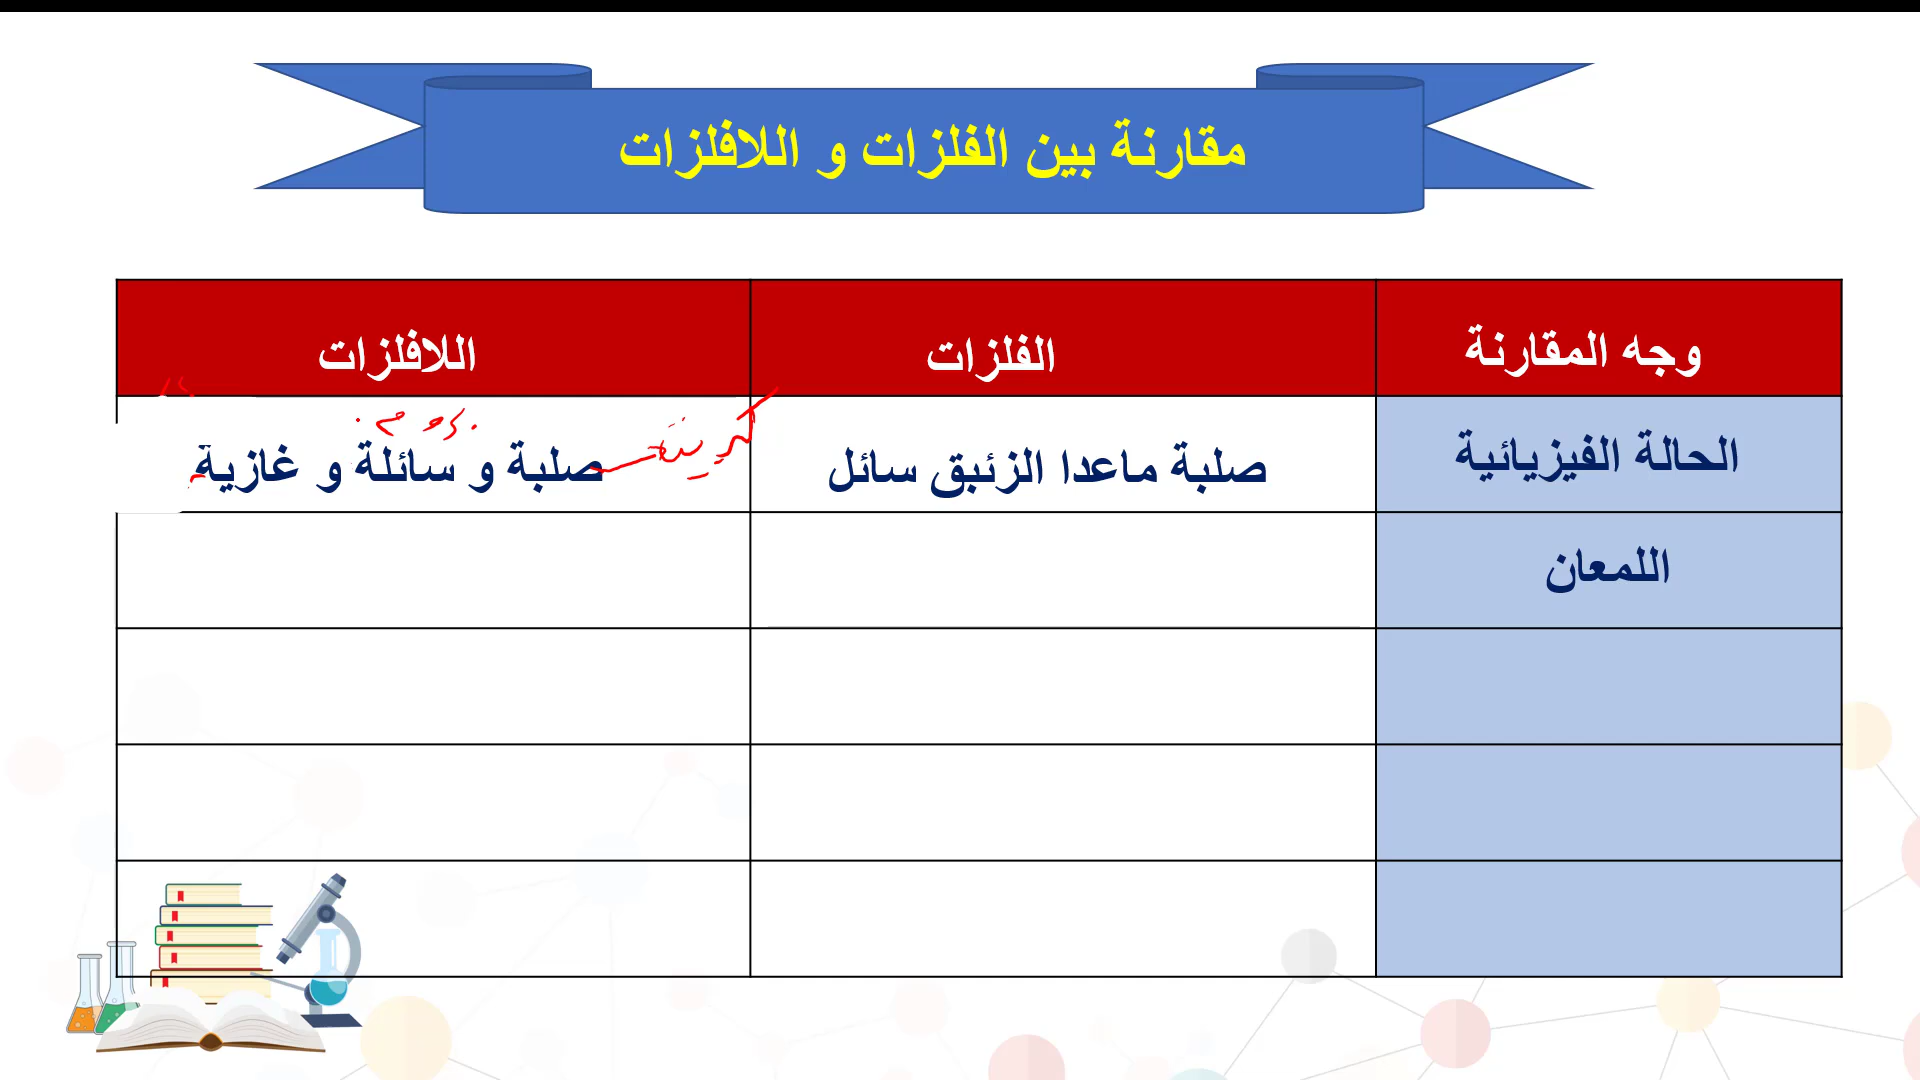 مقارنة بين الفلزات و اللافلزات
وجه المقارنة
الفلزات
اللافلزات
الحالة الفيزيائية
صلبة ماعدا الزئبق سائل
صلبة و سائلة و غازية
اللمعان